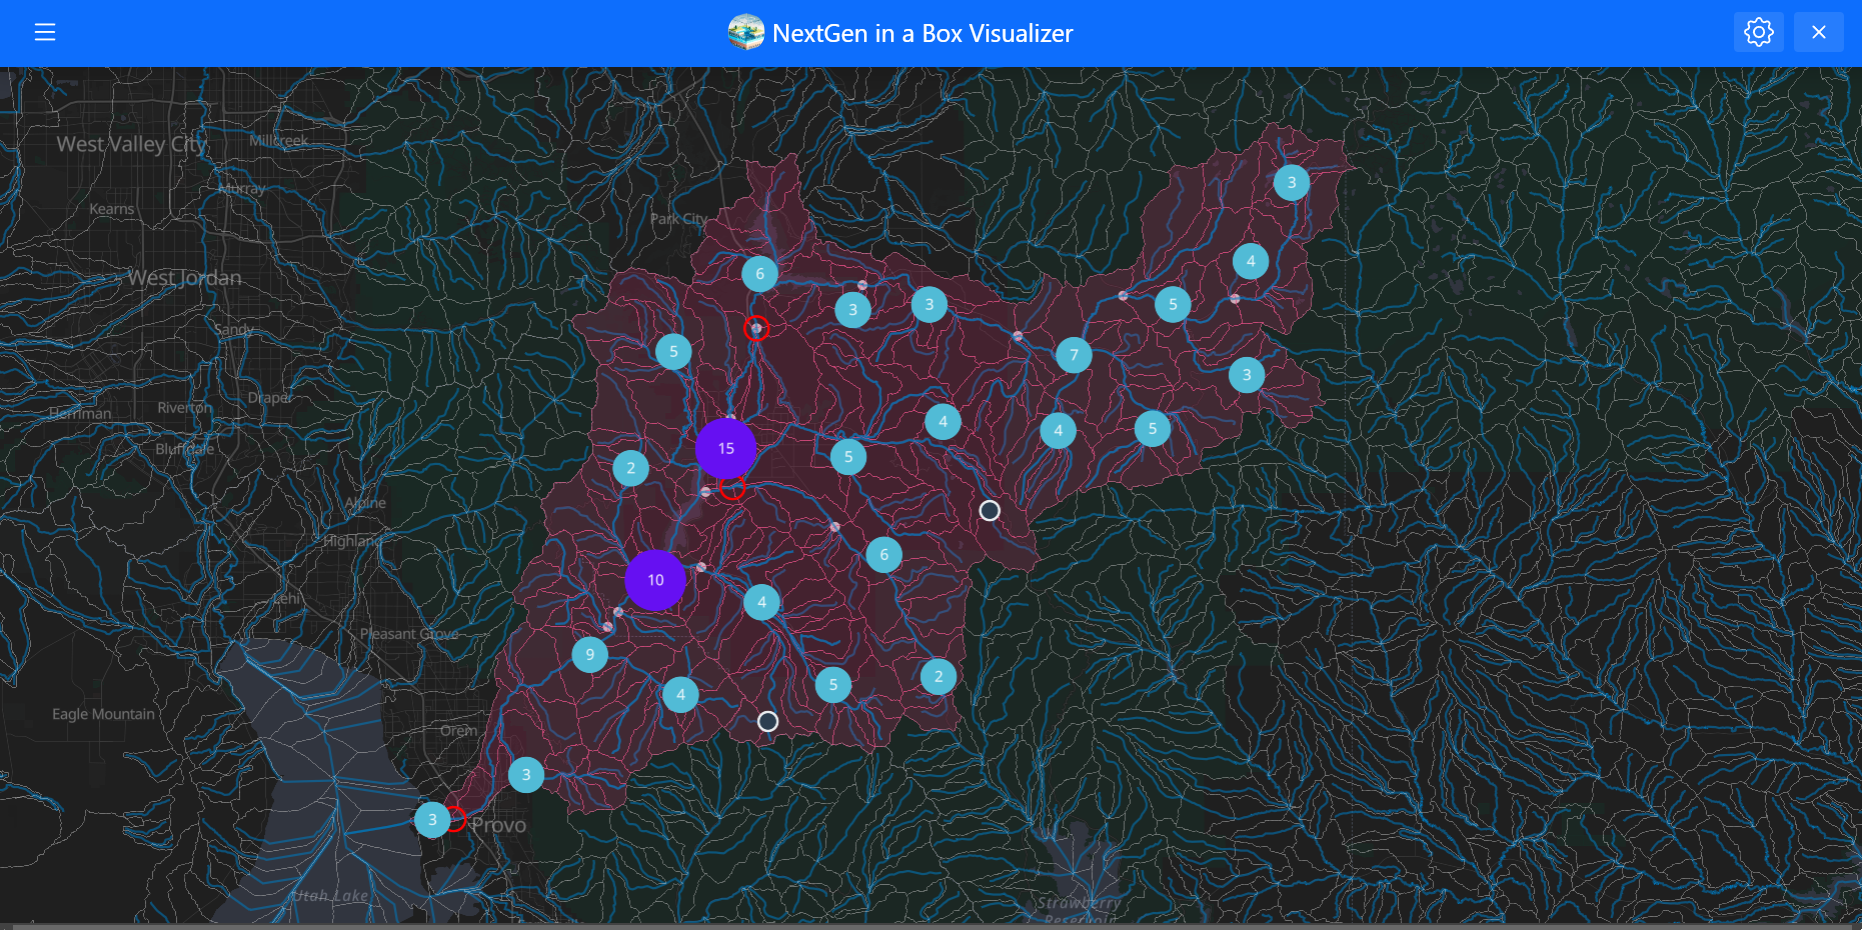 NextGen in a Box Visualizer
West Valley City
Millcreek
Murray
Kearns
Park City
West Jordan
Sandy
Draper
Riverton
Herriman
Bluffdale
Alpine
Highland
Lehi
Pleasant Grove
Eagle Mountain
Orem
Provo
Utah Lake
Strawberry
Reservoir
3
4
6
5
3
3
5
7
3
4
4
5
15
5
2
6
10
4
9
2
5
4
3
3